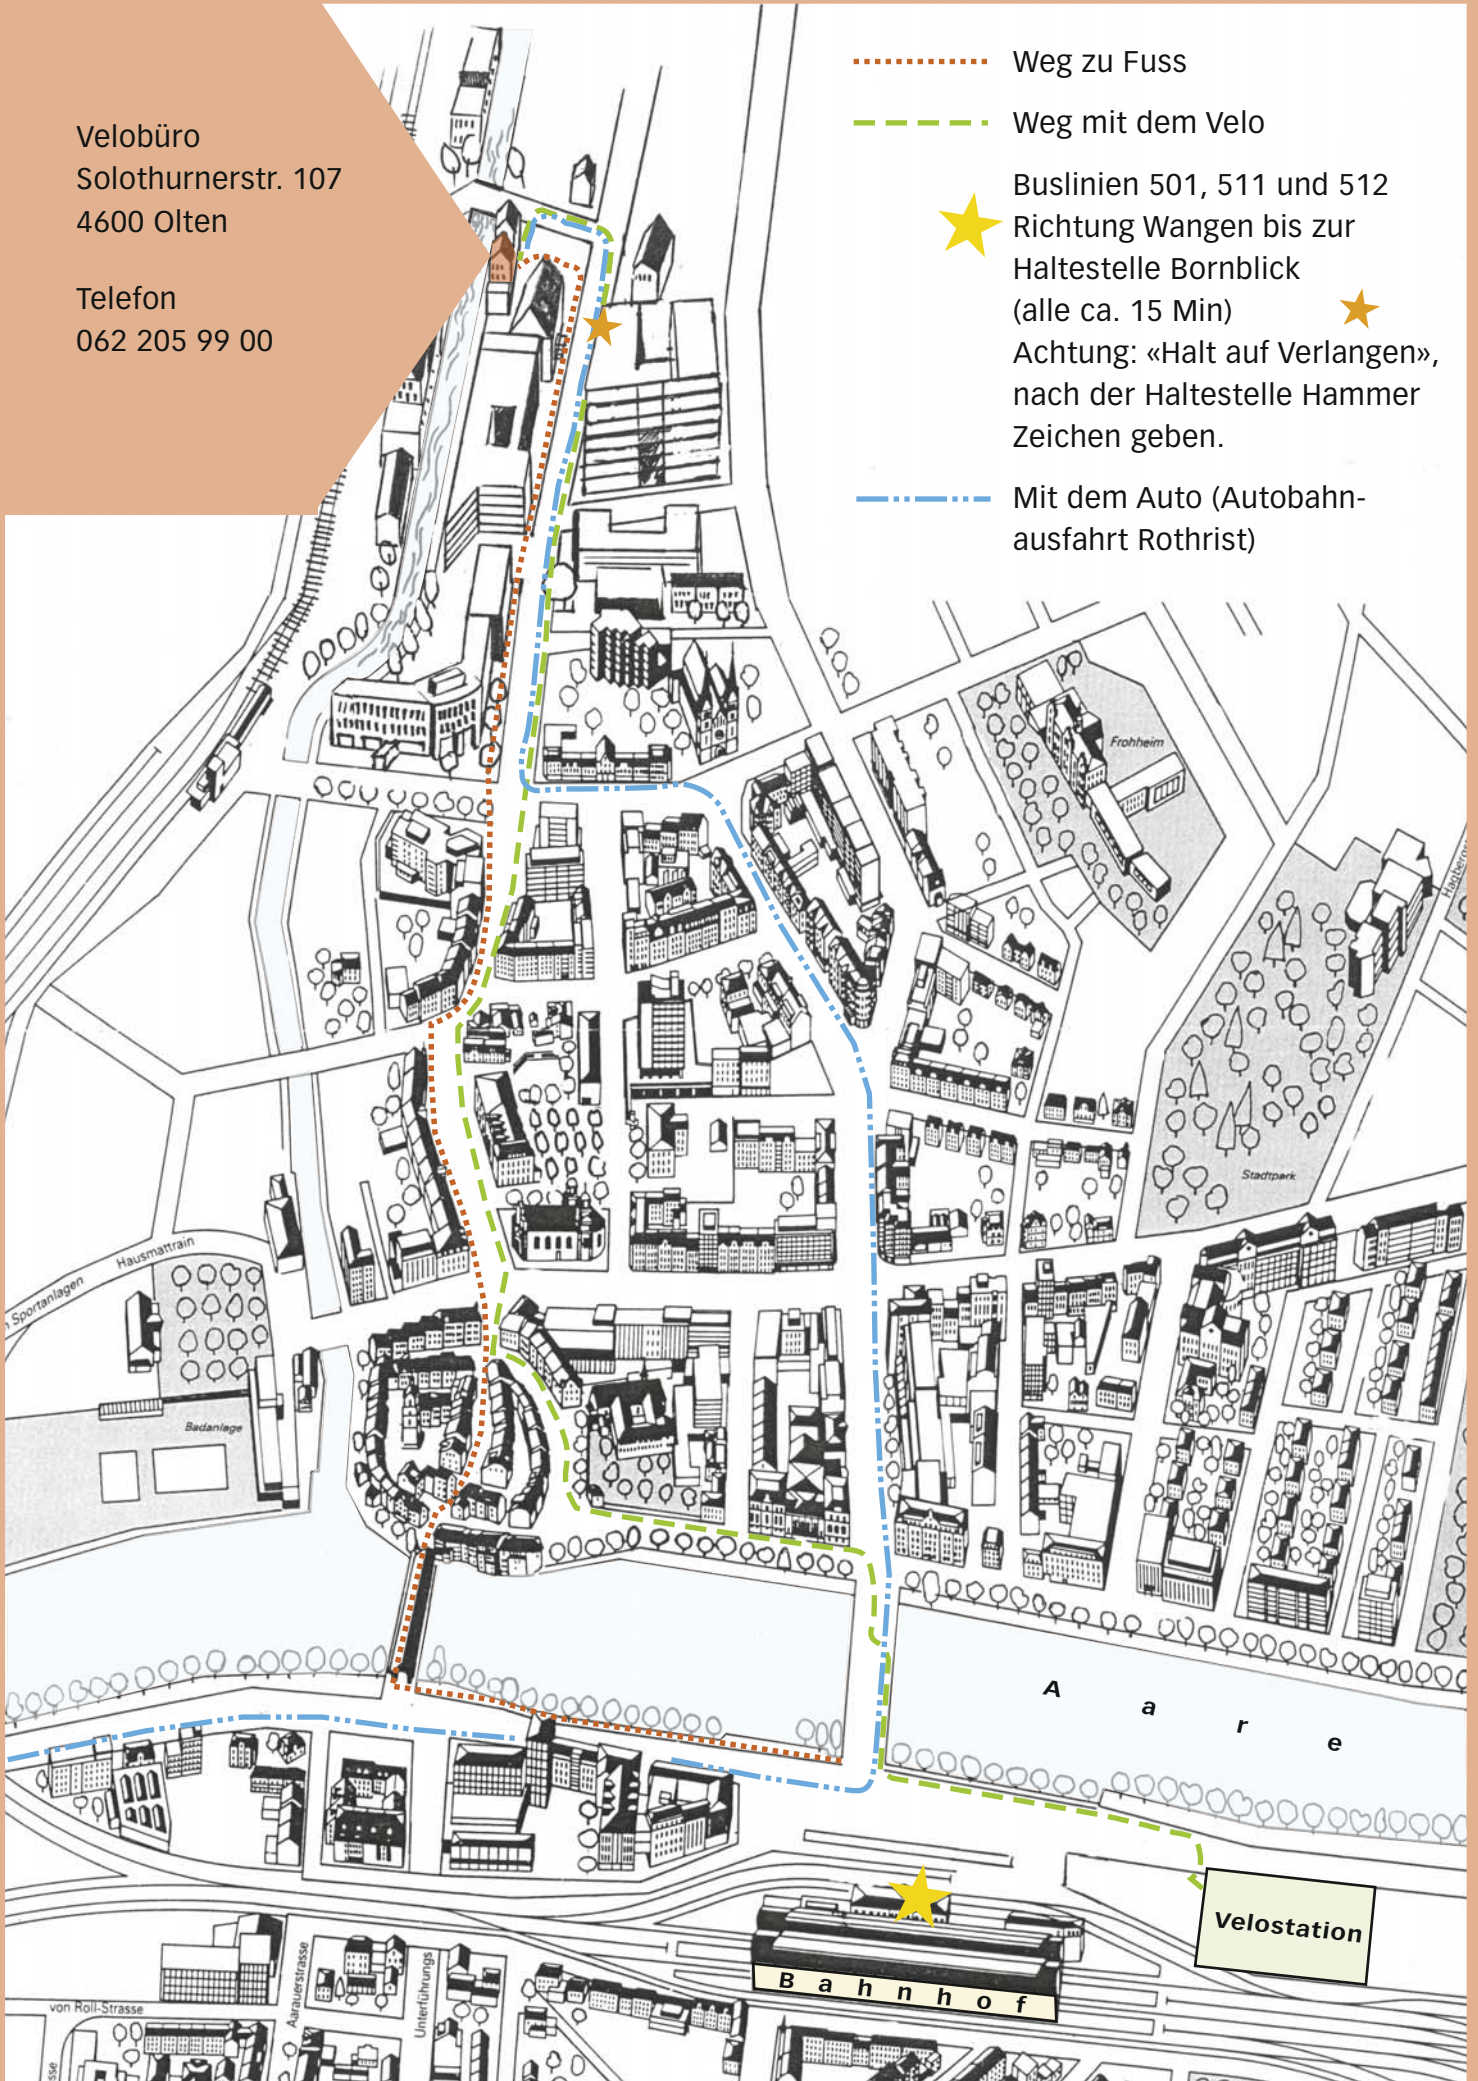 Velobüro
Solothurnerstr. 107
4600 Olten
Telefon
062 205 99 00
Weg zu Fuss
Weg mit dem Velo
Buslinien 501, 511 und 512
Richtung Wangen bis zur
Haltestelle Bornblick
(alle ca. 15 Min)
Achtung: «Halt auf Verlangen»,
nach der Haltestelle Hammer
Zeichen geben.
Mit dem Auto (Autobahn-
ausfahrt Rothrist)
Frohheim
Stadtpark
Hausmattrain
Sportanlagen
Badanlage
Aare
Velostation
Bahnhof
Aarauerstrasse
Unterführungs
von Roll-Strasse